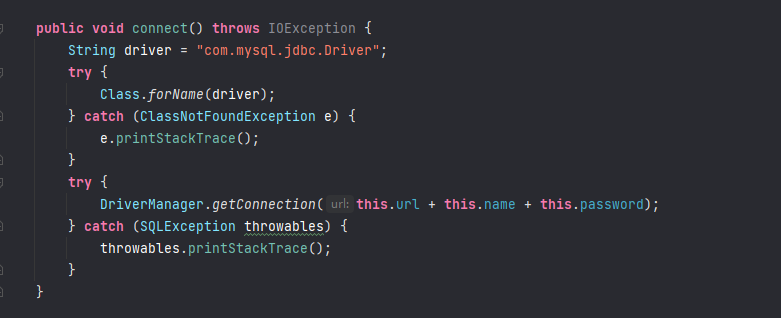 public void connect() throws IOException {
String driver = "com.mysql.jdbc.Driver";
try {
Class.forName(driver);
} catch (ClassNotFoundException e) {
e.printStackTrace();
}
try {
DriverManager.getConnection( url: this.url + this.name + this.password);
} catch (SQLException throwables) {
throwables.printStackTrace();
}
}